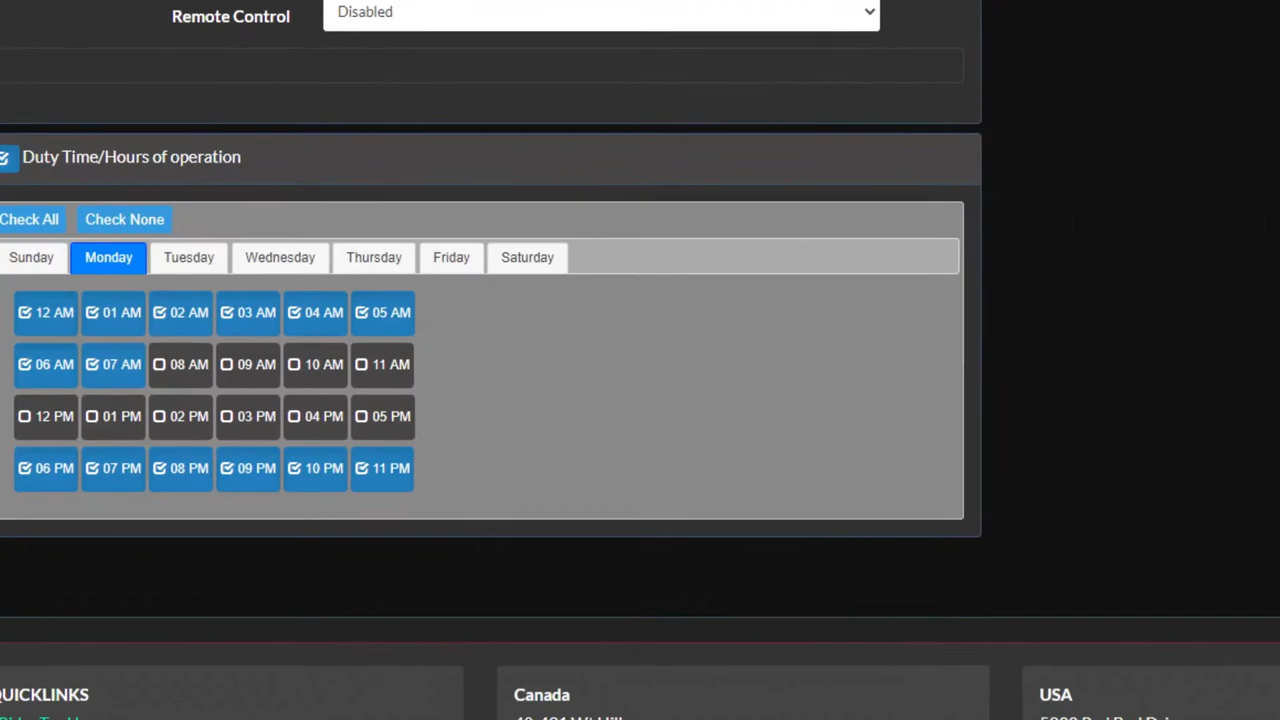 Remote Control Disabled
Duty Time/Hours of operation
Check All Check None
Sunday Monday Tuesday Wednesday Thursday Friday Saturday
12 AM 01 AM 02 AM 03 AM 04 AM 05 AM
06 AM 07 AM 08 AM 09 AM 10 AM 11 AM
12 PM 01 PM 02 PM 03 PM 04 PM 05 PM
06 PM 07 PM 08 PM 09 PM 10 PM 11 PM
QUICKLINKS Canada USA